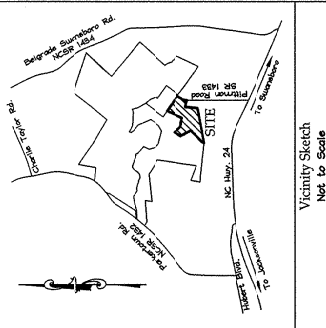 Belgrade Swansboro Rd.
NCSR 1434
Charlie Taylor Rd.
Pittman Road
SR 1433
To Swansboro
SITE
NC Hwy. 24
Parkertown Rd.
NCSR 1432
Hubert Blvd.
To Jacksonville
Vicinity Sketch
Not to Scale